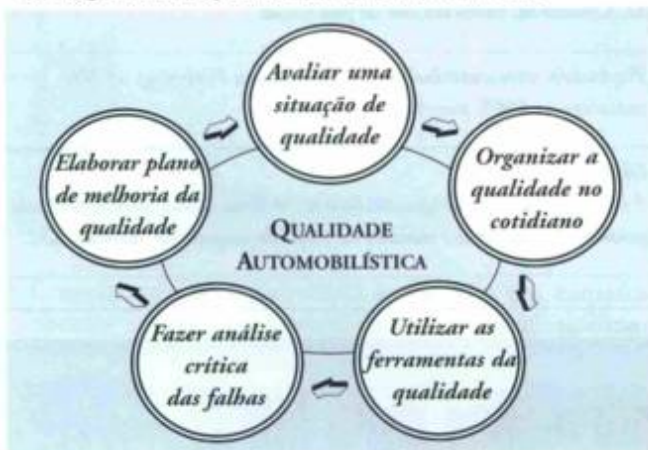 Avaliar uma
situação de
qualidade
Organizar a
qualidade no
cotidiano
Utilizar as
ferramentas da
qualidade
Fazer análise
crítica
das falhas
Elaborar plano
de melhoria da
qualidade
QUALIDADE
AUTOMOBILÍSTICA